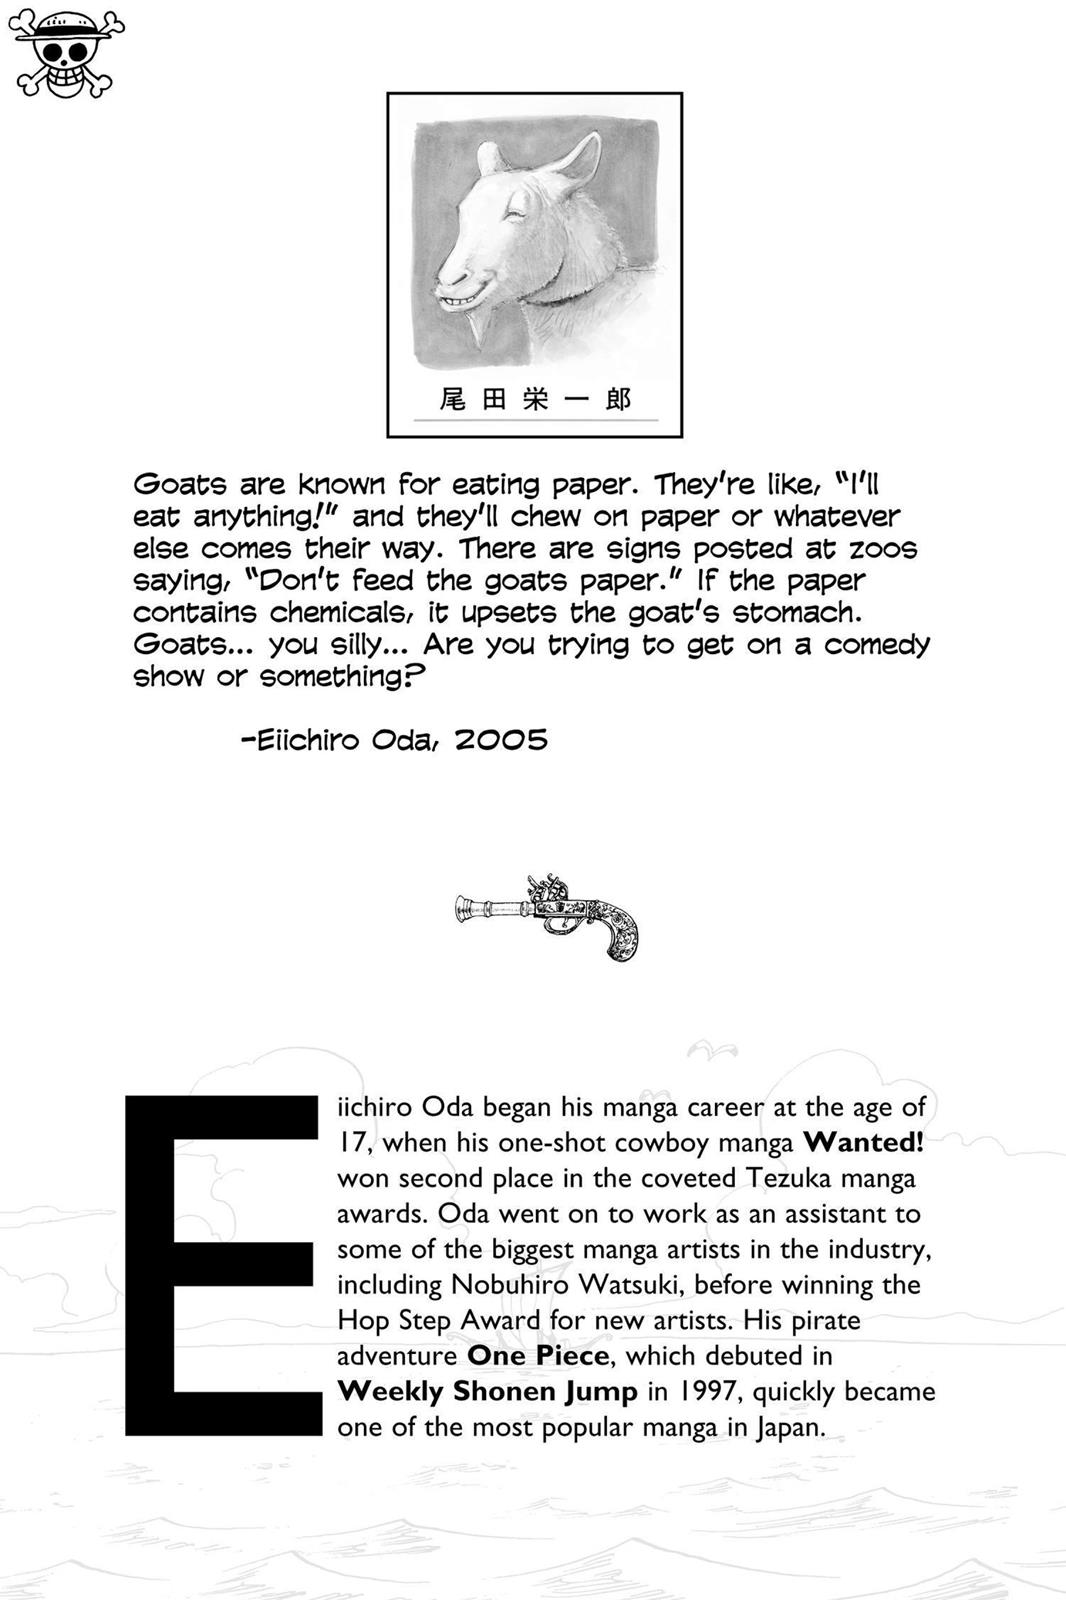 尾田栄一郎
Goats are known for eating paper. They're like, "I'll
eat anything!" and they'll chew on paper or whatever
else comes their way. There are signs posted at zoos
saying, "Don't feed the goats paper." If the paper
contains chemicals, it upsets the goat's stomach.
Goats... you silly... Are you trying to get on a comedy
show or something?
-Eiichiro Oda, 2005
Eiichiro Oda began his manga career at the age of
17, when his one-shot cowboy manga Wanted!
won second place in the coveted Tezuka manga
awards. Oda went on to work as an assistant to
some of the biggest manga artists in the industry,
including Nobuhiro Watsuki, before winning the
Hop Step Award for new artists. His pirate
adventure One Piece, which debuted in
Weekly Shonen Jump in 1997, quickly became
one of the most popular manga in Japan.